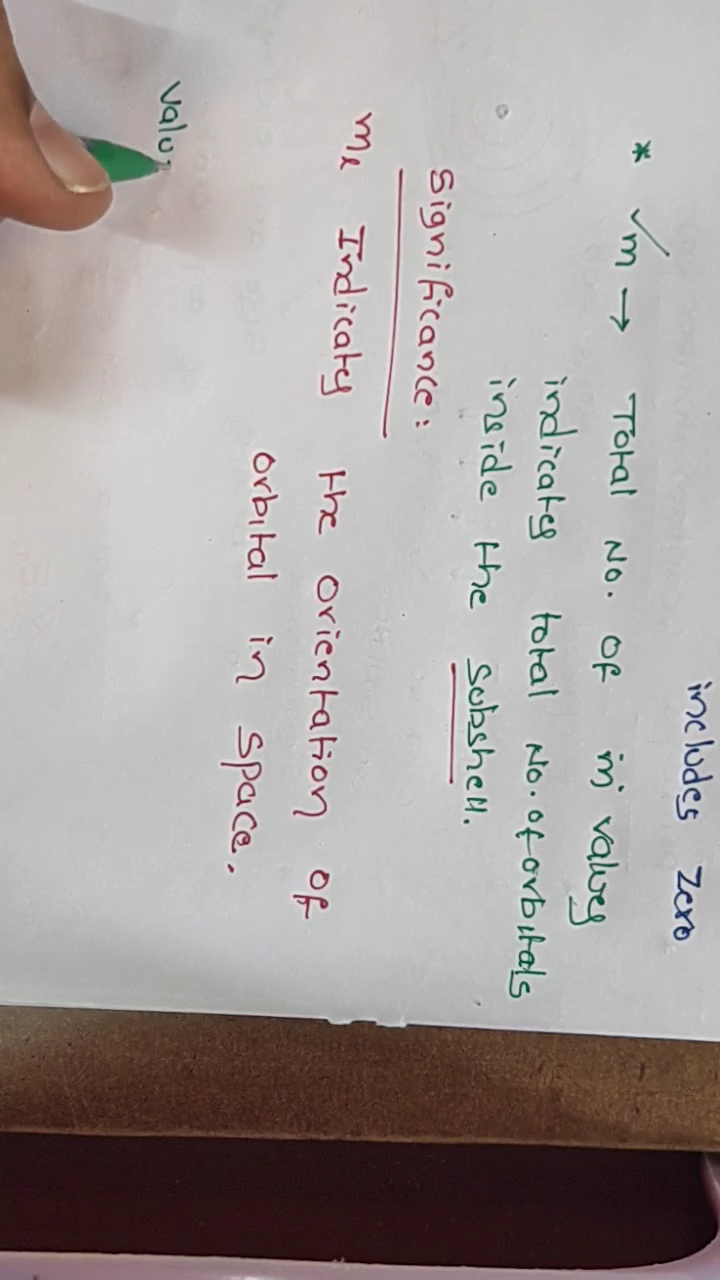 includes Zero
* ✓m → Total No. of 'm' values
indicates total No. of orbitals
inside the Subshell.
Significance:
mℓ Indicates the orientation of
orbital in space.
Valu